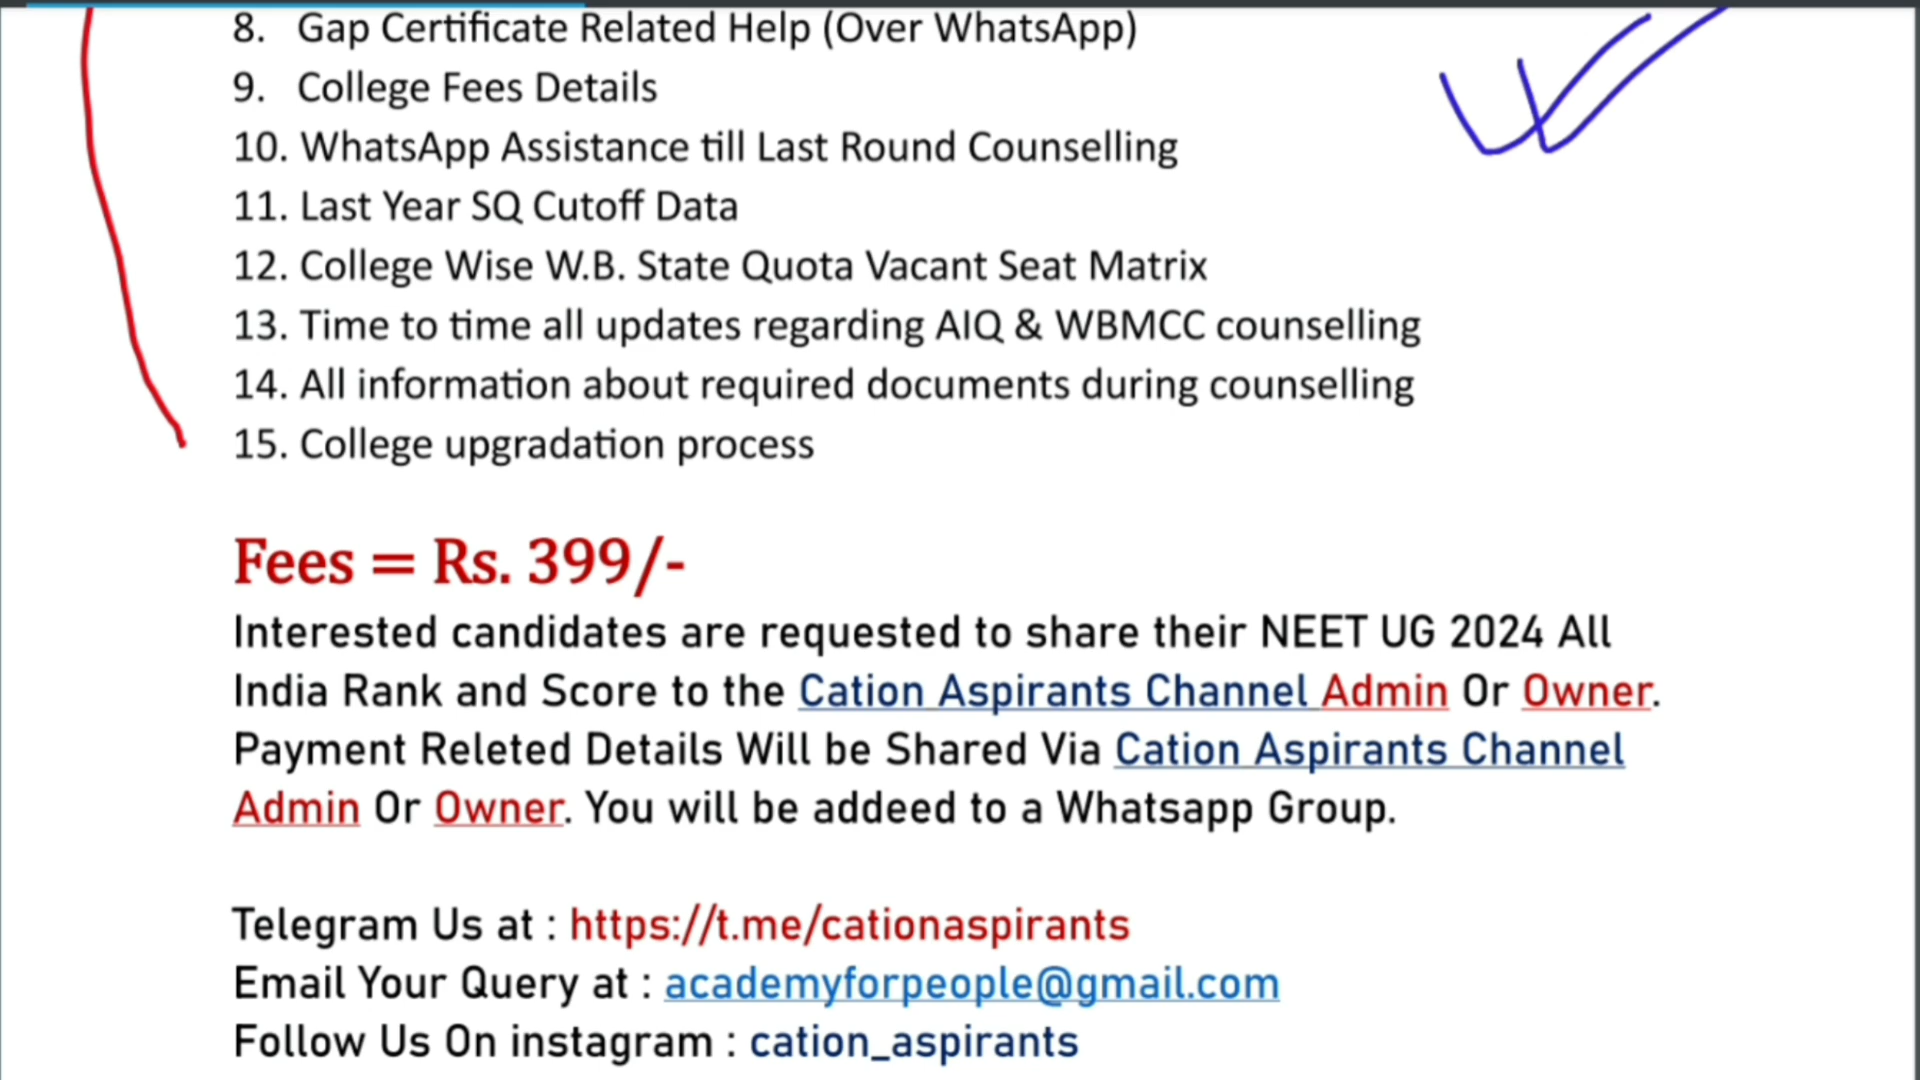 8. Gap Certificate Related Help (Over WhatsApp)
9. College Fees Details
10. WhatsApp Assistance till Last Round Counselling
11. Last Year SQ Cutoff Data
12. College Wise W.B. State Quota Vacant Seat Matrix
13. Time to time all updates regarding AIQ & WBMCC counselling
14. All information about required documents during counselling
15. College upgradation process
Fees = Rs. 399/-
Interested candidates are requested to share their NEET UG 2024 All
India Rank and Score to the Cation Aspirants Channel Admin Or Owner.
Payment Releted Details Will be Shared Via Cation Aspirants Channel
Admin Or Owner. You will be addeed to a Whatsapp Group.
Telegram Us at : https://t.me/cationaspirants
Email Your Query at : academyforpeople@gmail.com
Follow Us On instagram : cation_aspirants